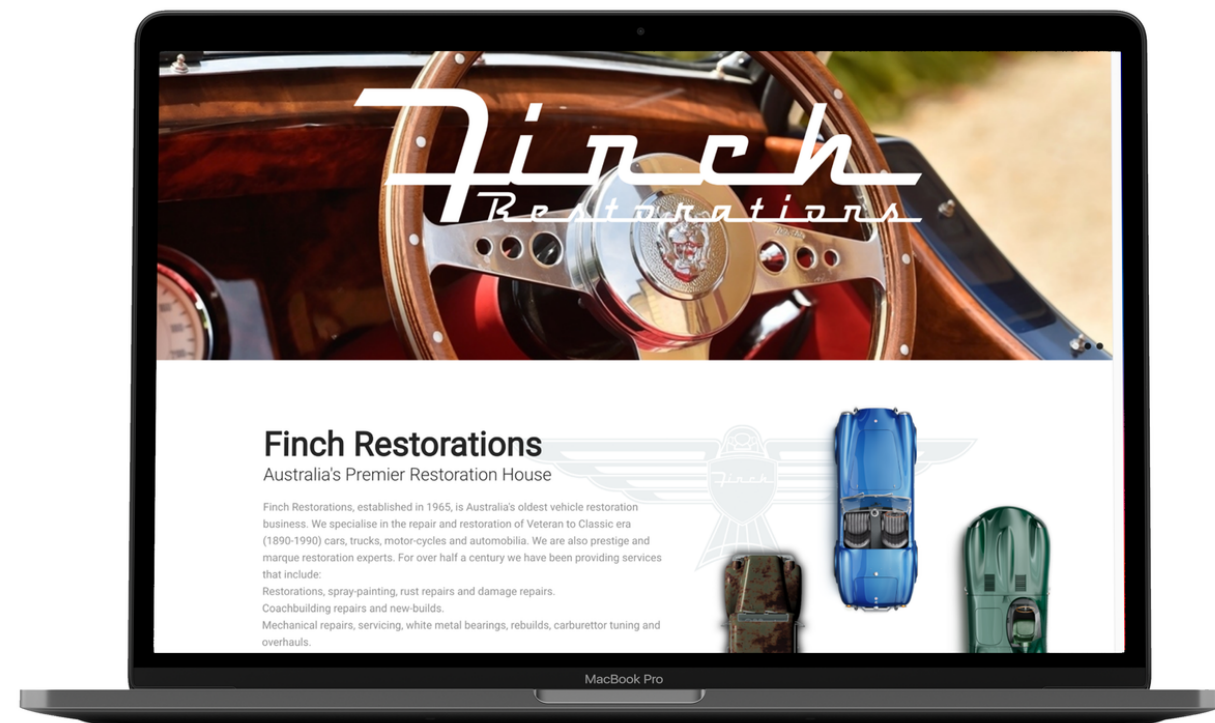 Finch
Restorations
Finch Restorations
Australia's Premier Restoration House
Finch Restorations, established in 1965, is Australia's oldest vehicle restoration
business. We specialise in the repair and restoration of Veteran to Classic era
(1890-1990) cars, trucks, motor-cycles and automobilia. We are also prestige and
marque restoration experts. For over half a century we have been providing services
that include:
Restorations, spray-painting, rust repairs and damage repairs.
Coachbuilding repairs and new-builds.
Mechanical repairs, servicing, white metal bearings, rebuilds, carburettor tuning and
overhauls.
Finch
MacBook Pro